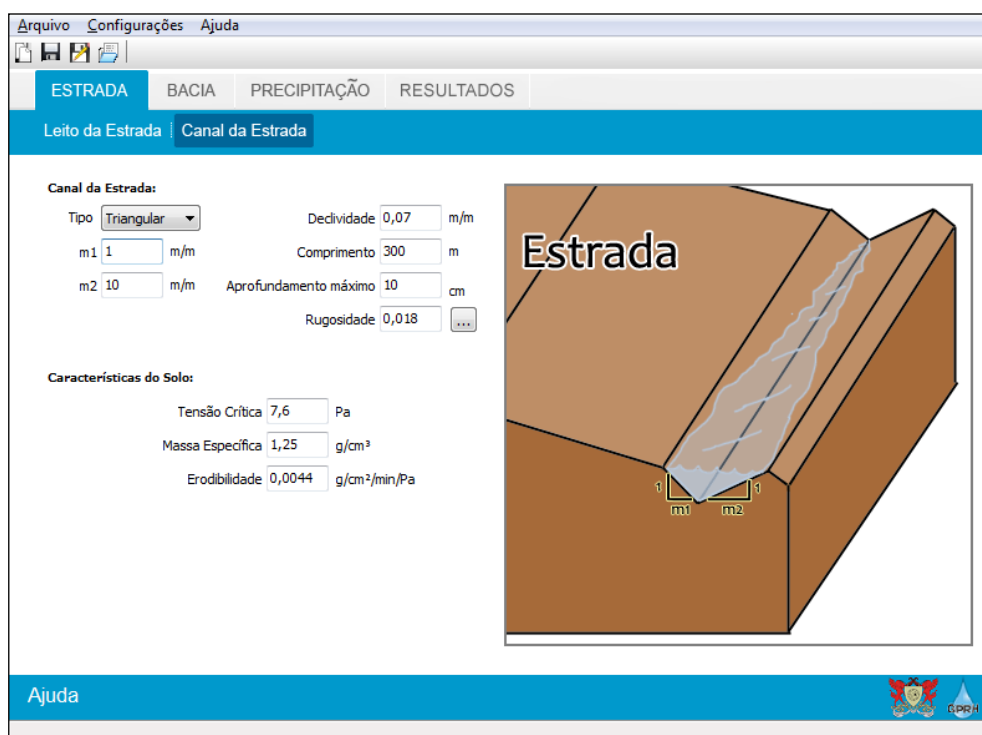 Arquivo Configurações Ajuda
ESTRADA BACIA PRECIPITAÇÃO RESULTADOS
Leito da Estrada Canal da Estrada
Canal da Estrada:
Tipo Triangular Declividade 0,07 m/m
m1 1 m/m Comprimento 300 m
m2 10 m/m Aprofundamento máximo 10 cm
Rugosidade 0,018 ...
Características do Solo:
Tensão Crítica 7,6 Pa
Massa Específica 1,25 g/cm³
Erodibilidade 0,0044 g/cm²/min/Pa
Estrada
1 1
m1 m2
Ajuda
GPRH